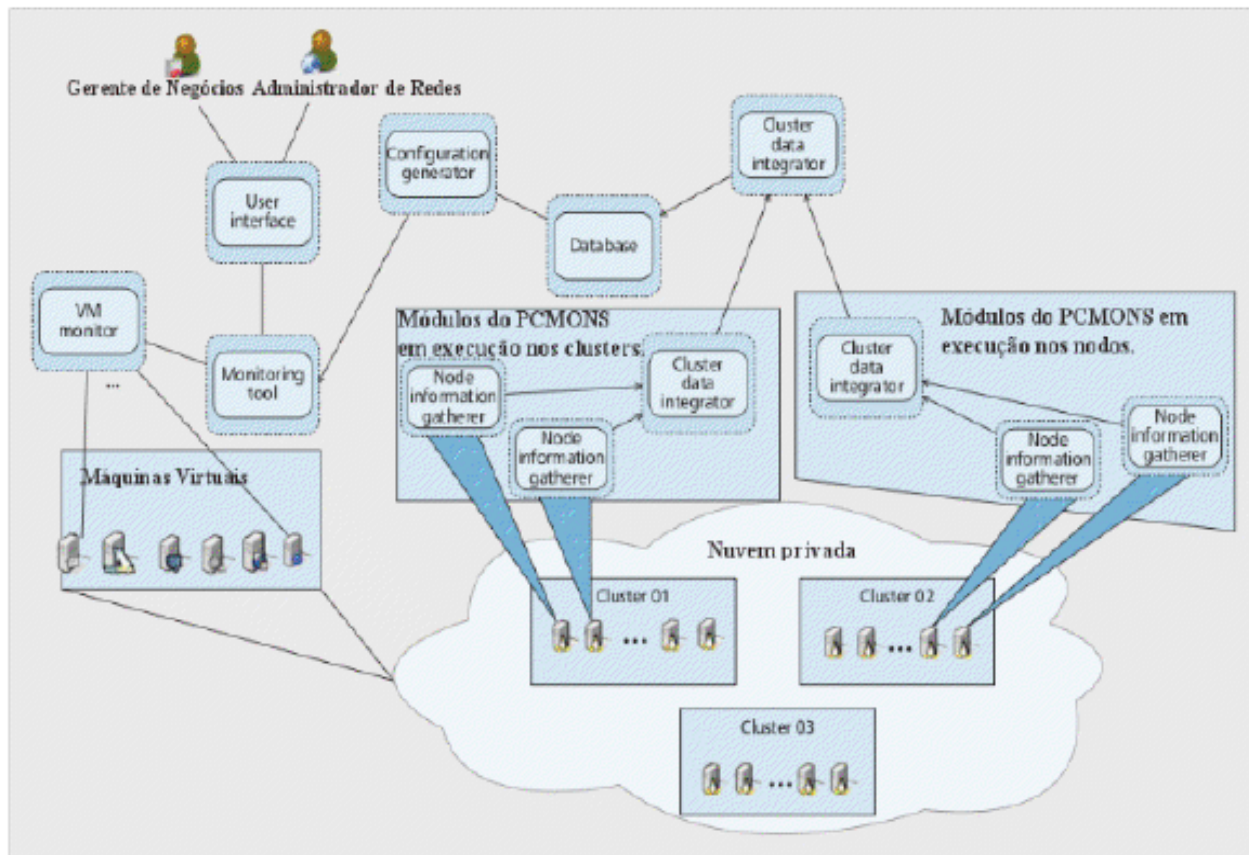 Gerente de Negócios
Administrador de Redes
Configuration
generator
Cluster
data
integrator
User
interface
Database
VM
monitor
...
Monitoring
tool
Módulos do PCMONS
em execução nos clusters.
Cluster
data
integrator
Node
information
gatherer
Node
information
gatherer
Módulos do PCMONS em
execução nos nodos.
Cluster
data
integrator
Node
information
gatherer
Node
information
gatherer
Máquinas Virtuais
Nuvem privada
Cluster 01
...
Cluster 02
...
Cluster 03
...